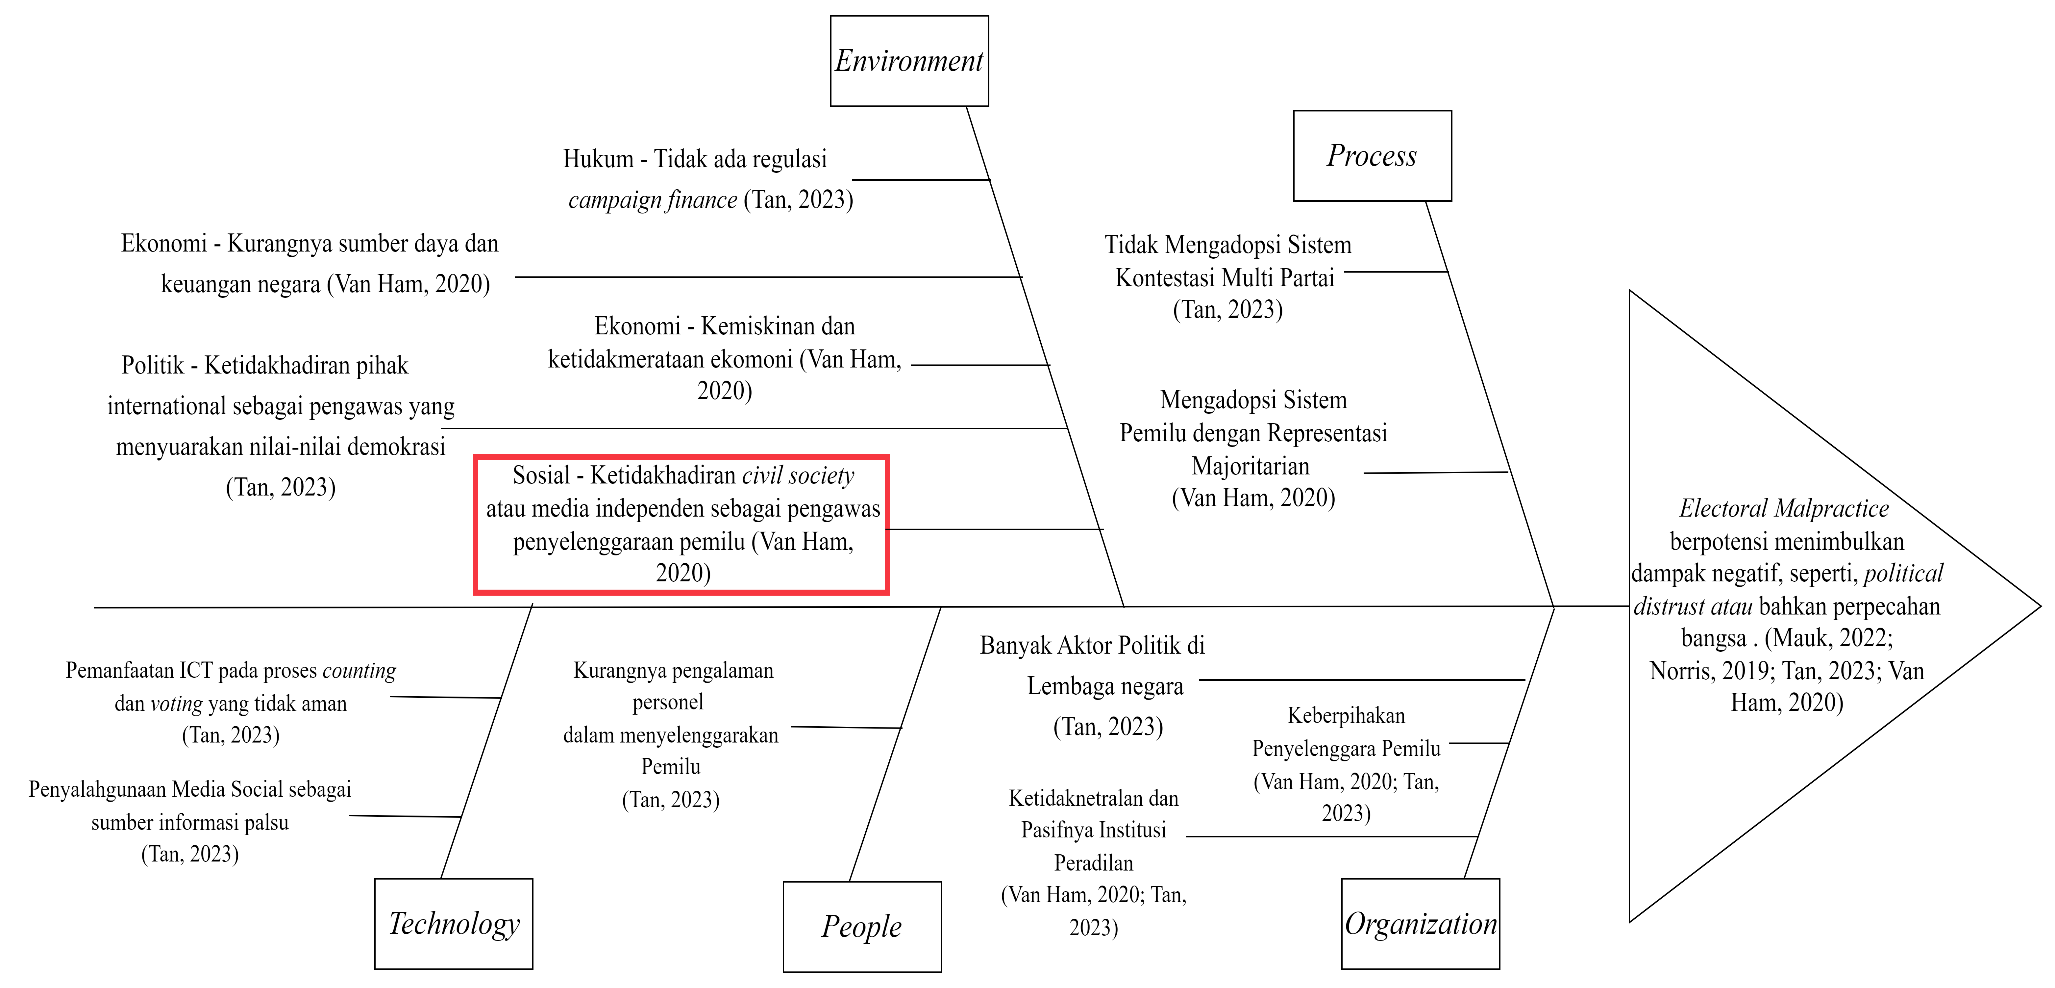 Environment
Hukum - Tidak ada regulasi
campaign finance (Tan, 2023)
Ekonomi - Kurangnya sumber daya dan
keuangan negara (Van Ham, 2020)
Ekonomi - Kemiskinan dan
ketidakmerataan ekomoni (Van Ham,
2020)
Politik - Ketidakhadiran pihak
international sebagai pengawas yang
menyuarakan nilai-nilai demokrasi
(Tan, 2023)
Sosial - Ketidakhadiran civil society
atau media independen sebagai pengawas
penyelenggaraan pemilu (Van Ham,
2020)
Process
Tidak Mengadopsi Sistem
Kontestasi Multi Partai
(Tan, 2023)
Mengadopsi Sistem
Pemilu dengan Representasi
Majoritarian
(Van Ham, 2020)
Electoral Malpractice
berpotensi menimbulkan
dampak negatif, seperti, political
distrust atau bahkan perpecahan
bangsa . (Mauk, 2022;
Norris, 2019; Tan, 2023; Van
Ham, 2020)
Pemanfaatan ICT pada proses counting
dan voting yang tidak aman
(Tan, 2023)
Penyalahgunaan Media Social sebagai
sumber informasi palsu
(Tan, 2023)
Technology
Kurangnya pengalaman
personel
dalam menyelenggarakan
Pemilu
(Tan, 2023)
People
Banyak Aktor Politik di
Lembaga negara
(Tan, 2023)
Keberpihakan
Penyelenggara Pemilu
(Van Ham, 2020; Tan,
2023)
Ketidaknetralan dan
Pasifnya Institusi
Peradilan
(Van Ham, 2020; Tan,
2023)
Organization